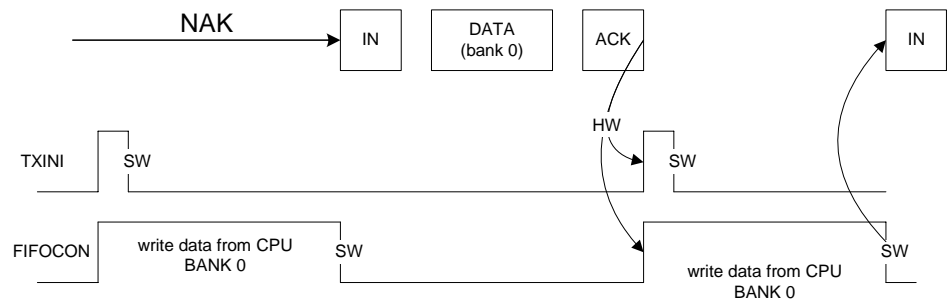 NAK
IN
DATA
(bank 0)
ACK
IN
HW
TXINI
SW
SW
FIFOCON
write data from CPU
BANK 0
SW
write data from CPU
BANK 0
SW